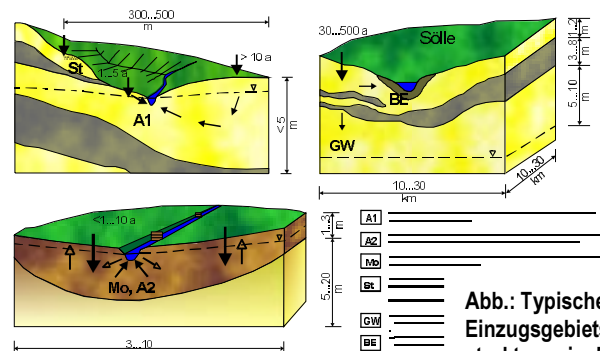 300...500
m
St
1...5 a
> 10 a
A1
< 5
m
30...500 a
Sölle
BE
GW
1...2
3...8
5...10
m
10...30
km
10...30
km
<1...10 a
Mo, A2
1...3
5...20
m
3...10
A1
A2
Mo
St
GW
BE
Abb.: Typische